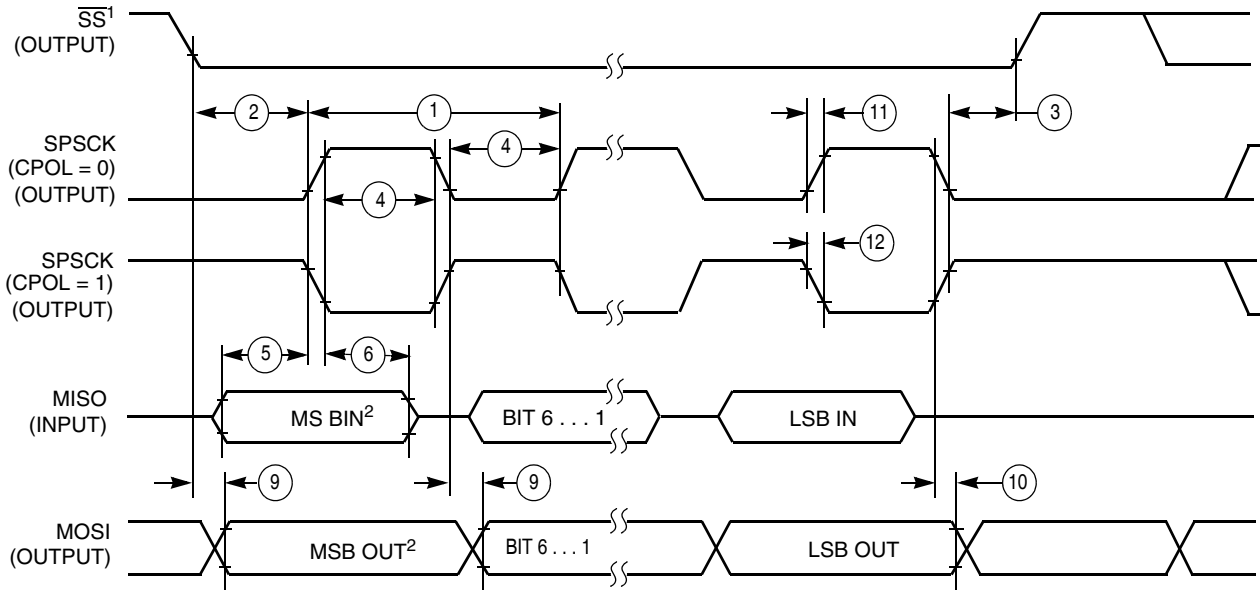 SS¹
(OUTPUT)
2
1
11
3
SPSCK
(CPOL = 0)
(OUTPUT)
4
4
SPSCK
(CPOL = 1)
(OUTPUT)
12
5
6
MISO
(INPUT)
MS BIN²
BIT 6 . . . 1
LSB IN
9
9
10
MOSI
(OUTPUT)
MSB OUT²
BIT 6 . . . 1
LSB OUT